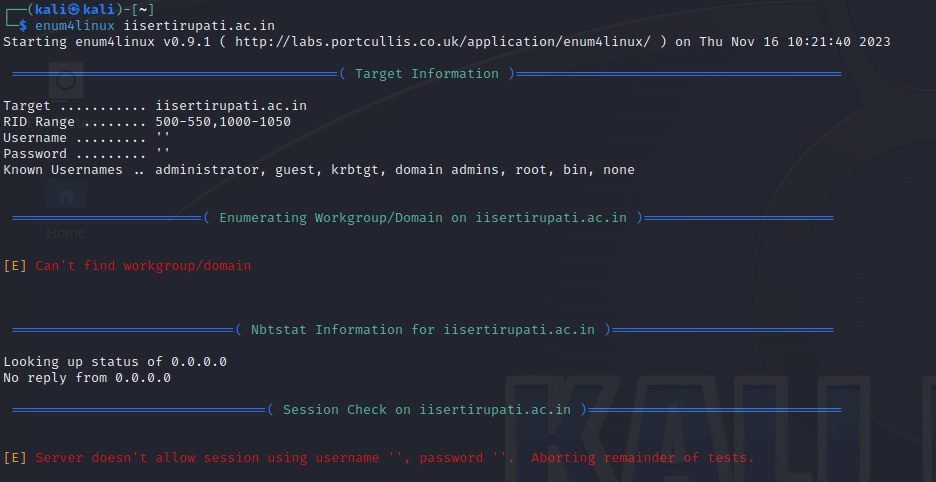 ┌──(kali㉿kali)-[~]
└─$ enum4linux iisertirupati.ac.in
Starting enum4linux v0.9.1 ( http://labs.portcullis.co.uk/application/enum4linux/ ) on Thu Nov 16 10:21:40 2023
=========================================( Target Information )=========================================
Target ........... iisertirupati.ac.in
RID Range ........ 500-550,1000-1050
Username ......... ''
Password ......... ''
Known Usernames .. administrator, guest, krbtgt, domain admins, root, bin, none
========================( Enumerating Workgroup/Domain on iisertirupati.ac.in )========================
Home
[E] Can't find workgroup/domain
============================( Nbtstat Information for iisertirupati.ac.in )============================
Looking up status of 0.0.0.0
No reply from 0.0.0.0
================================( Session Check on iisertirupati.ac.in )================================
[E] Server doesn't allow session using username '', password ''.  Aborting remainder of tests.
KALI